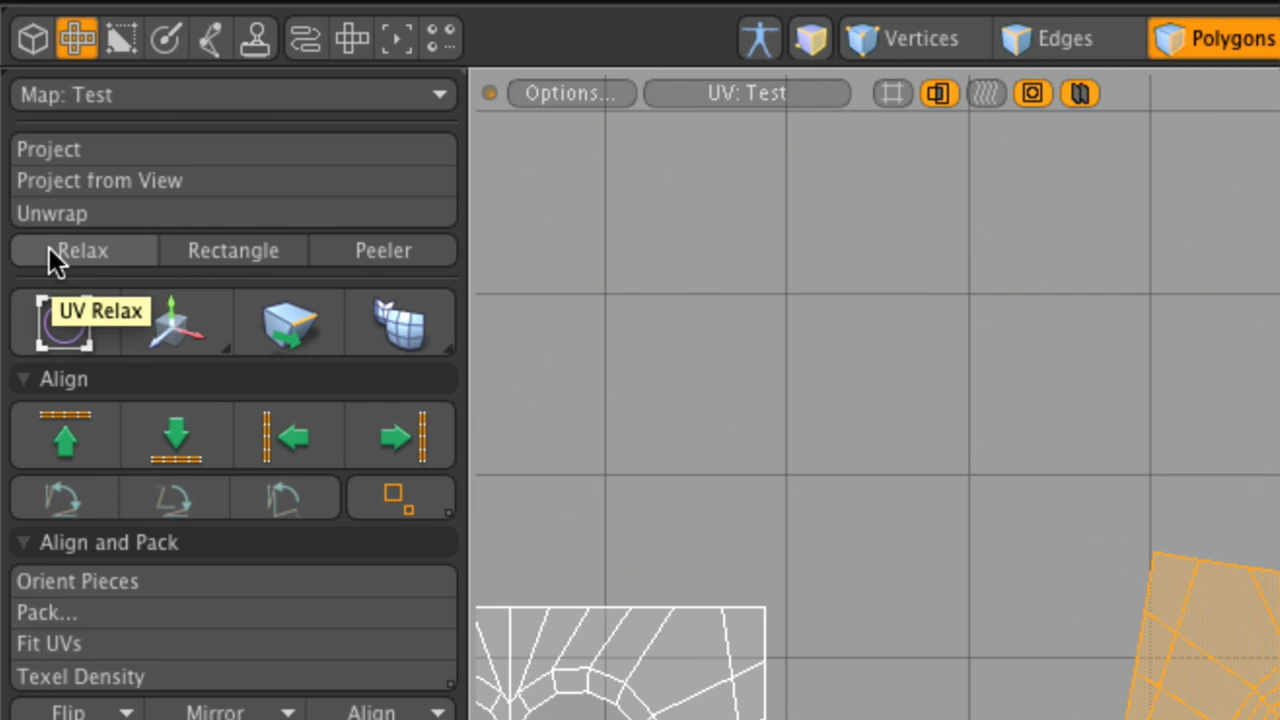 Vertices Edges Polygons
Map: Test
Options... UV: Test
Project
Project from View
Unwrap
Relax Rectangle Peeler
UV Relax
Align
Align and Pack
Orient Pieces
Pack...
Fit UVs
Texel Density
Flip Mirror Align